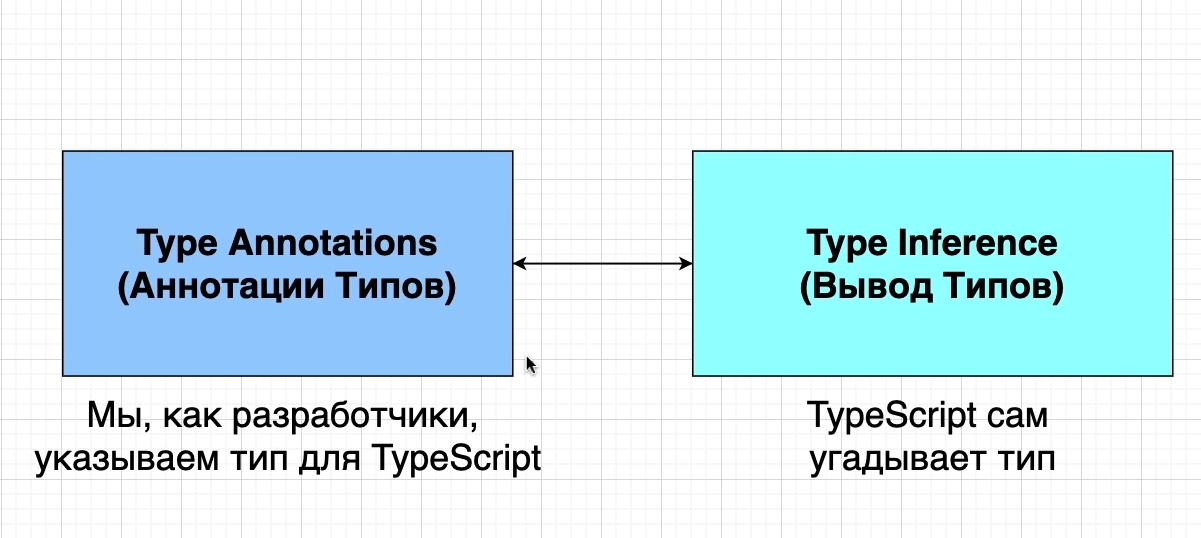 Type Annotations
(Аннотации Типов)
Мы, как разработчики,
указываем тип для TypeScript
Type Inference
(Вывод Типов)
TypeScript сам
угадывает тип